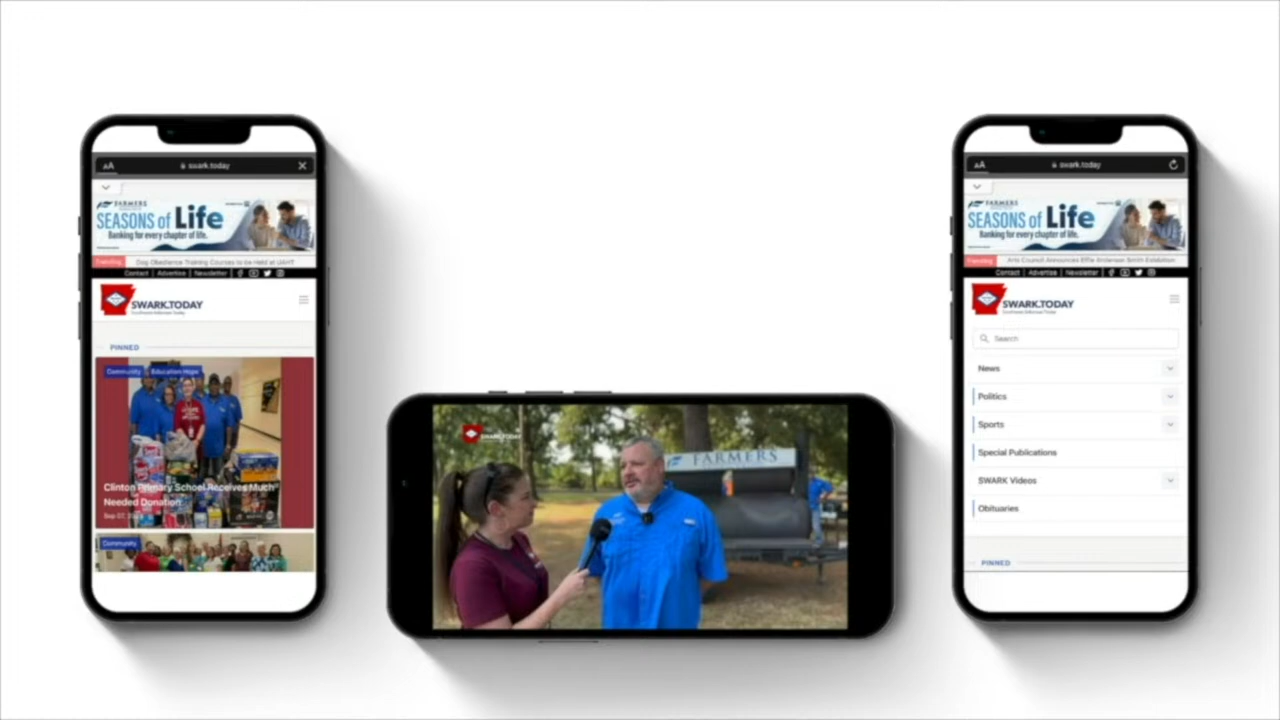 AA
swark.today
FARMERS
SEASONS of Life
Banking for every chapter of life.
Trending
Dog Obedience Training Courses to be Held at UAHT
Contact | Advertise | Newsletter |
SWARK.TODAY
PINNED
Community
Education Hope
Clinton Primary School Receives Much
Needed Donation
Community
SWARK.TODAY
FARMERS
AA
swark.today
FARMERS
SEASONS of Life
Banking for every chapter of life.
Trending
Arts Council Announces Effie Anderson Smith Exhibition
Contact | Advertise | Newsletter |
SWARK.TODAY
Search
News
Politics
Sports
Special Publications
SWARK Videos
Obituaries
PINNED